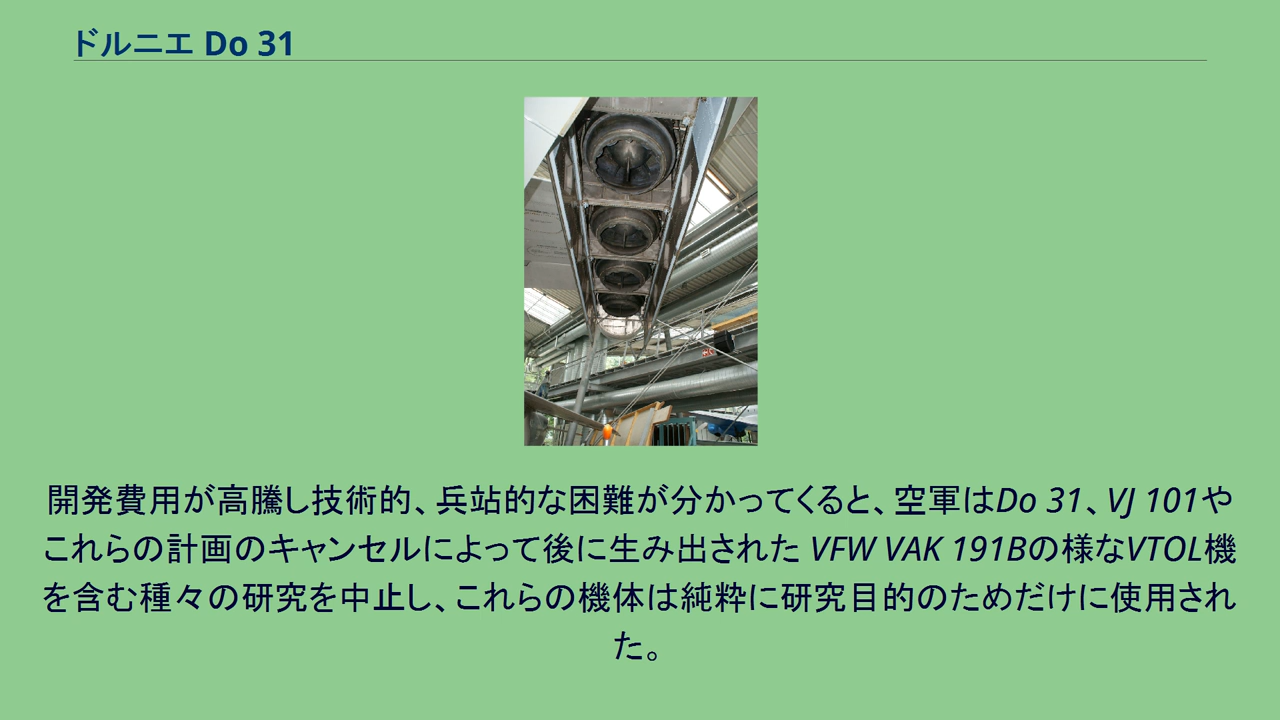 ドルニエ Do 31
開発費用が高騰し技術的、兵站的な困難が分かってくると、空軍はDo 31、VJ 101や
これらの計画のキャンセルによって後に生み出された VFW VAK 191Bの様なVTOL機
を含む種々の研究を中止し、これらの機体は純粋に研究目的のためだけに使用され
た。